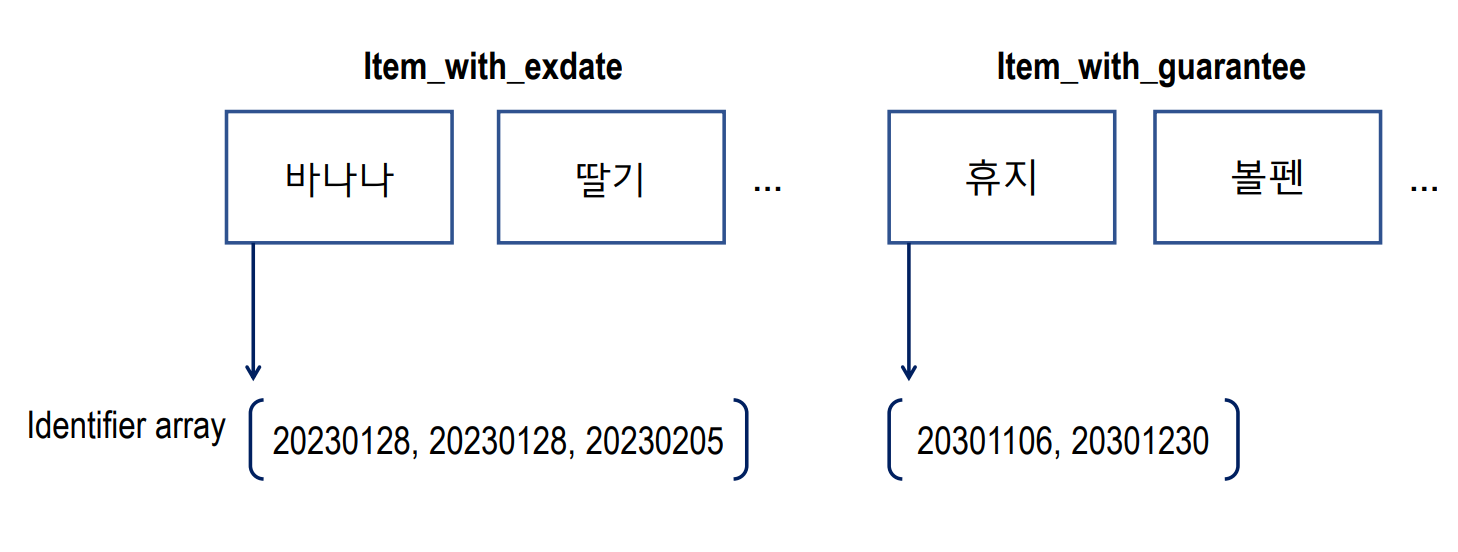 Item_with_exdate
Item_with_guarantee
바나나
딸기
...
휴지
볼펜
...
Identifier array
20230128, 20230128, 20230205
20301106, 20301230